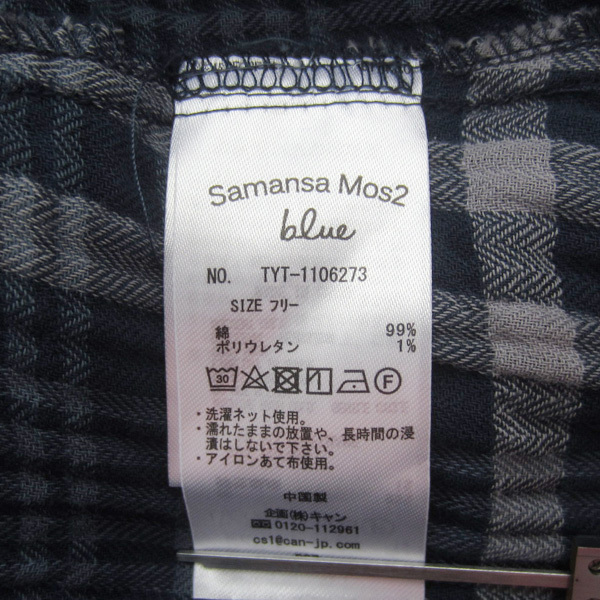 Samansa Mos2
blue
NO. TYT-1106273
SIZE フリー
綿 99%
ポリウレタン 1%
30 F
・洗濯ネット使用。
・濡れたままの放置や、長時間の浸
漬はしないで下さい。
・アイロンあて布使用。
中国製
企画(株)キャン
0120-112961
cs1@can-jp.com